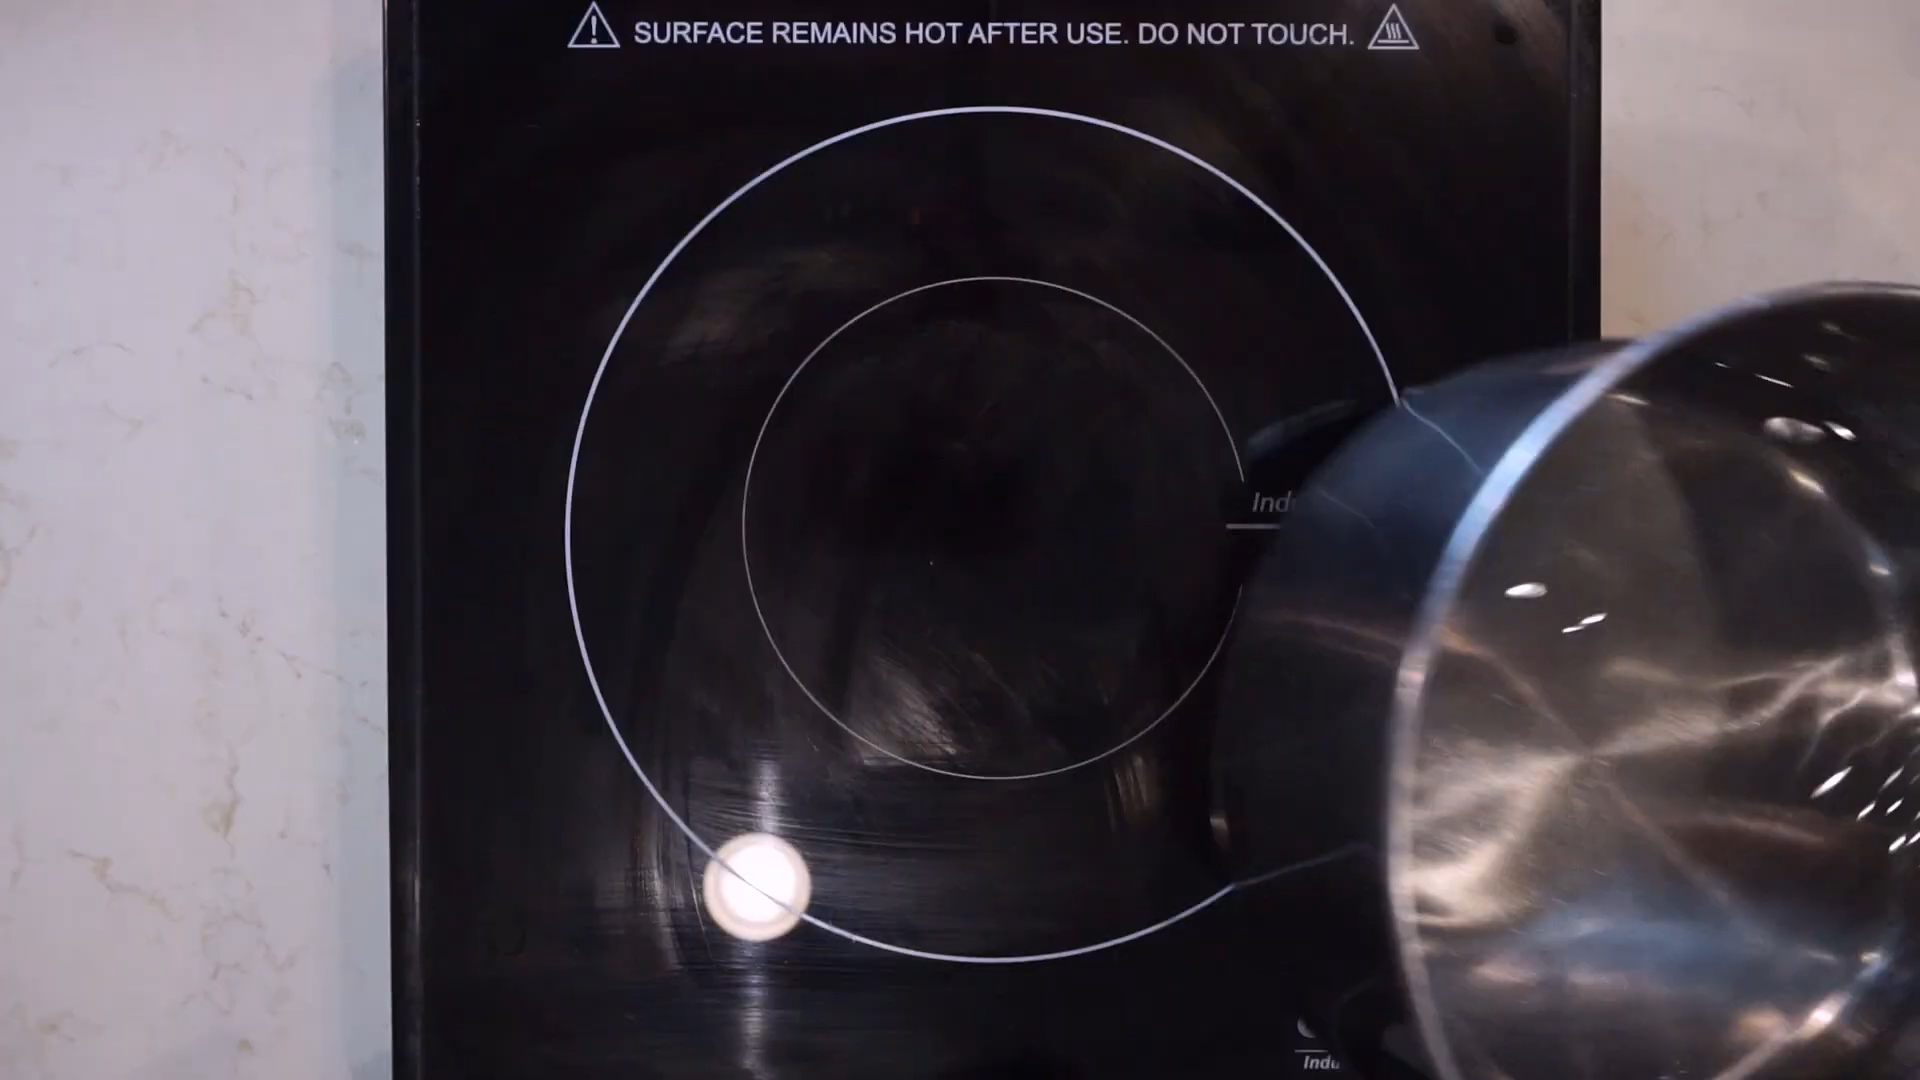 SURFACE REMAINS HOT AFTER USE. DO NOT TOUCH.